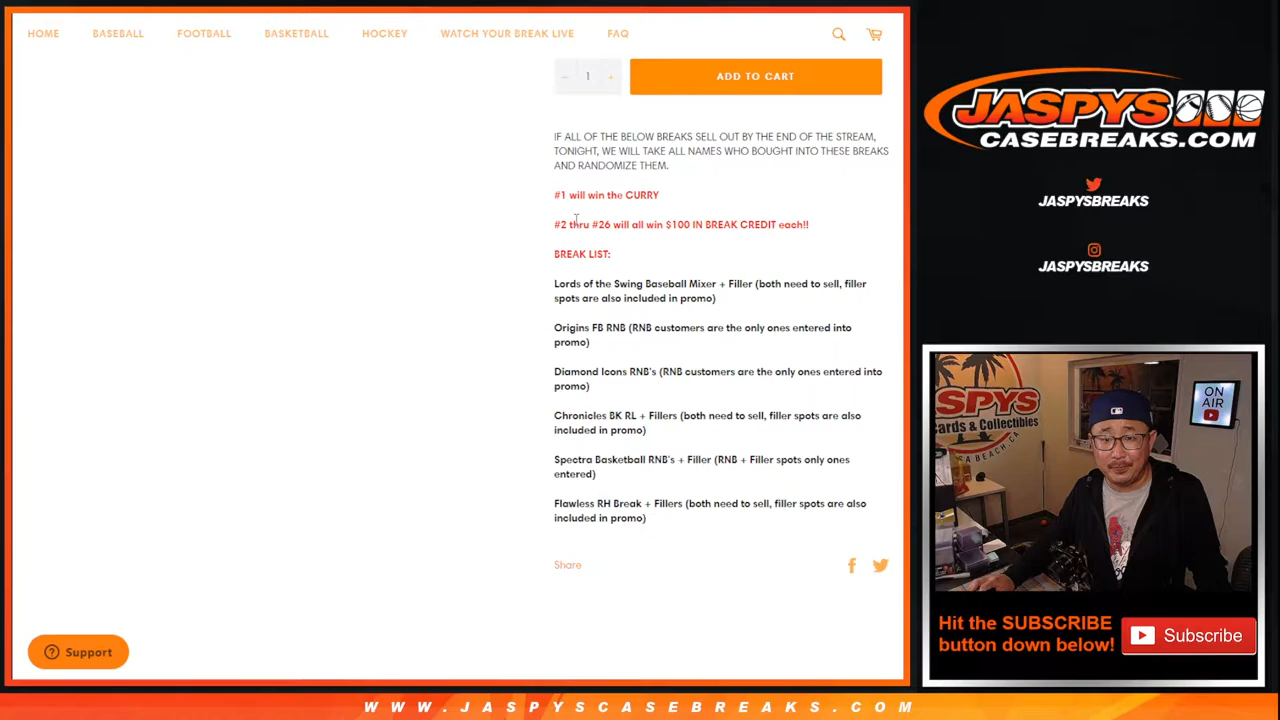 HOME BASEBALL FOOTBALL BASKETBALL HOCKEY WATCH YOUR BREAK LIVE FAQ
− 1 + ADD TO CART
IF ALL OF THE BELOW BREAKS SELL OUT BY THE END OF THE STREAM,
TONIGHT, WE WILL TAKE ALL NAMES WHO BOUGHT INTO THESE BREAKS
AND RANDOMIZE THEM.
#1 will win the CURRY
#2 thru #26 will all win $100 IN BREAK CREDIT each!!
BREAK LIST:
Lords of the Swing Baseball Mixer + Filler (both need to sell, filler
spots are also included in promo)
Origins FB RNB (RNB customers are the only ones entered into
promo)
Diamond Icons RNB's (RNB customers are the only ones entered into
promo)
Chronicles BK RL + Fillers (both need to sell, filler spots are also
included in promo)
Spectra Basketball RNB's + Filler (RNB + Filler spots only ones
entered)
Flawless RH Break + Fillers (both need to sell, filler spots are also
included in promo)
Share
Support
JASPYS
CASEBREAKS.COM
JASPYSBREAKS
JASPYSBREAKS
JASPYS
Cards & Collectibles
BEACH, CA
ON
AIR
Hit the SUBSCRIBE
button down below!
Subscribe
WWW.JASPYSCASEBREAKS.COM